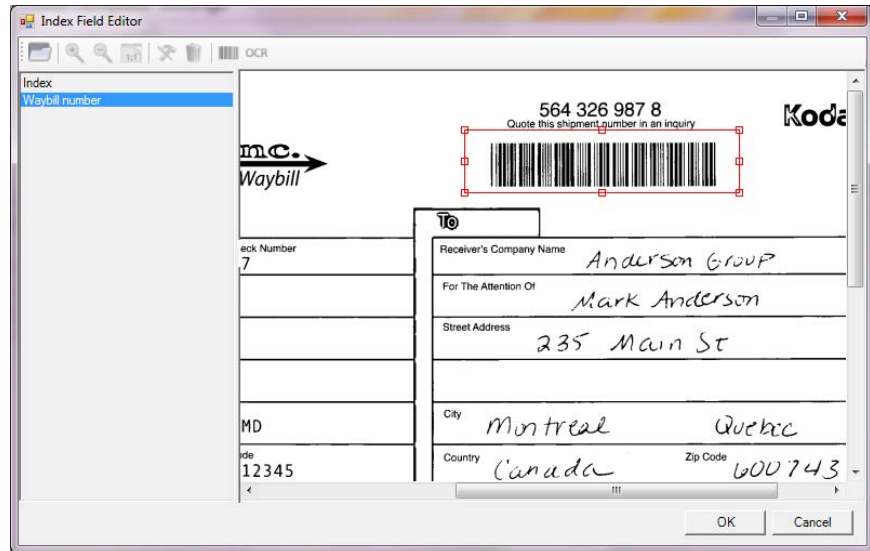 Index Field Editor
OCR
Index
Waybill number
564 326 987 8
Quote this shipment number in an inquiry
Koda
nc.
Waybill
To
eck Number
7
Receiver's Company Name Anderson Group
For The Attention Of Mark Anderson
Street Address 235 Main St
MD
City Montreal Quebec
ode
12345
Country Canada Zip Code 600743
OK Cancel